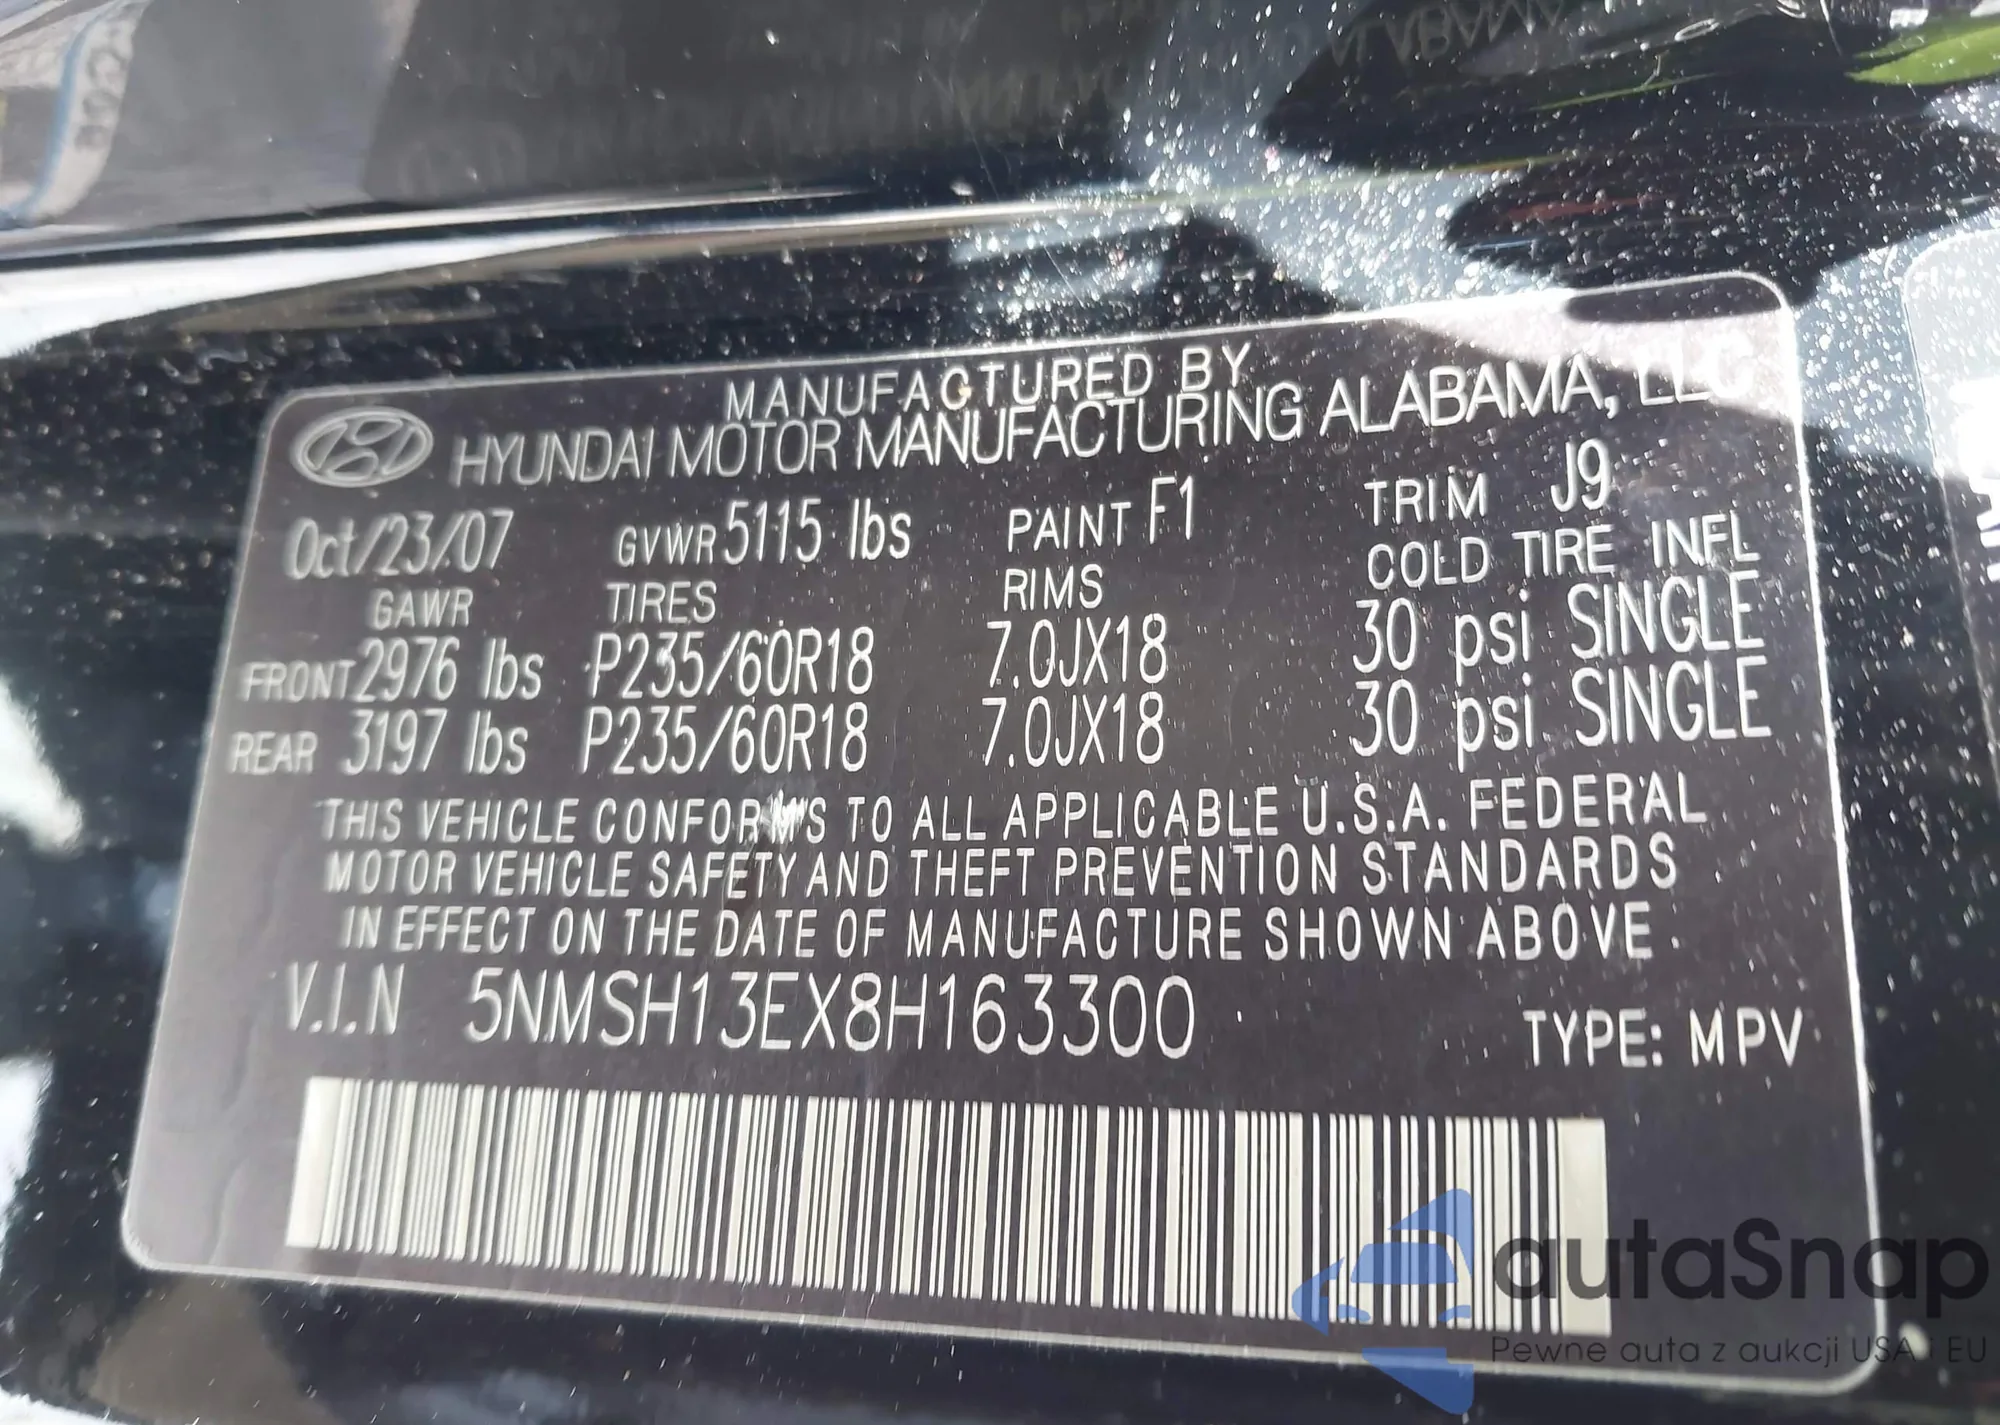 MANUFACTURED BY
HYUNDAI MOTOR MANUFACTURING ALABAMA, LLC
Oct/23/07 GVWR 5115 lbs PAINT F1 TRIM J9
GAWR TIRES RIMS COLD TIRE INFL
FRONT 2976 lbs P235/60R18 7.0JX18 30 psi SINGLE
REAR 3197 lbs P235/60R18 7.0JX18 30 psi SINGLE
THIS VEHICLE CONFORMS TO ALL APPLICABLE U.S.A. FEDERAL
MOTOR VEHICLE SAFETY AND THEFT PREVENTION STANDARDS
IN EFFECT ON THE DATE OF MANUFACTURE SHOWN ABOVE.
V.I.N 5NMSH13EX8H163300 TYPE: MPV
autaSnap
Pewne auta z aukcji USA i EU